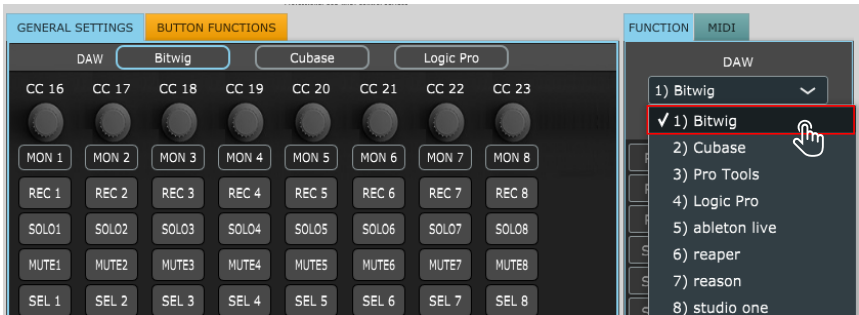 GENERAL SETTINGS BUTTON FUNCTIONS FUNCTION MIDI
DAW Bitwig Cubase Logic Pro DAW
CC 16 CC 17 CC 18 CC 19 CC 20 CC 21 CC 22 CC 23
1) Bitwig
✓ 1) Bitwig
MON 1 MON 2 MON 3 MON 4 MON 5 MON 6 MON 7 MON 8
2) Cubase
3) Pro Tools
REC 1 REC 2 REC 3 REC 4 REC 5 REC 6 REC 7 REC 8
4) Logic Pro
SOLO1 SOLO2 SOLO3 SOLO4 SOLO5 SOLO6 SOLO7 SOLO8
5) ableton live
6) reaper
MUTE1 MUTE2 MUTE3 MUTE4 MUTE5 MUTE6 MUTE7 MUTE8
7) reason
SEL 1 SEL 2 SEL 3 SEL 4 SEL 5 SEL 6 SEL 7 SEL 8
8) studio one